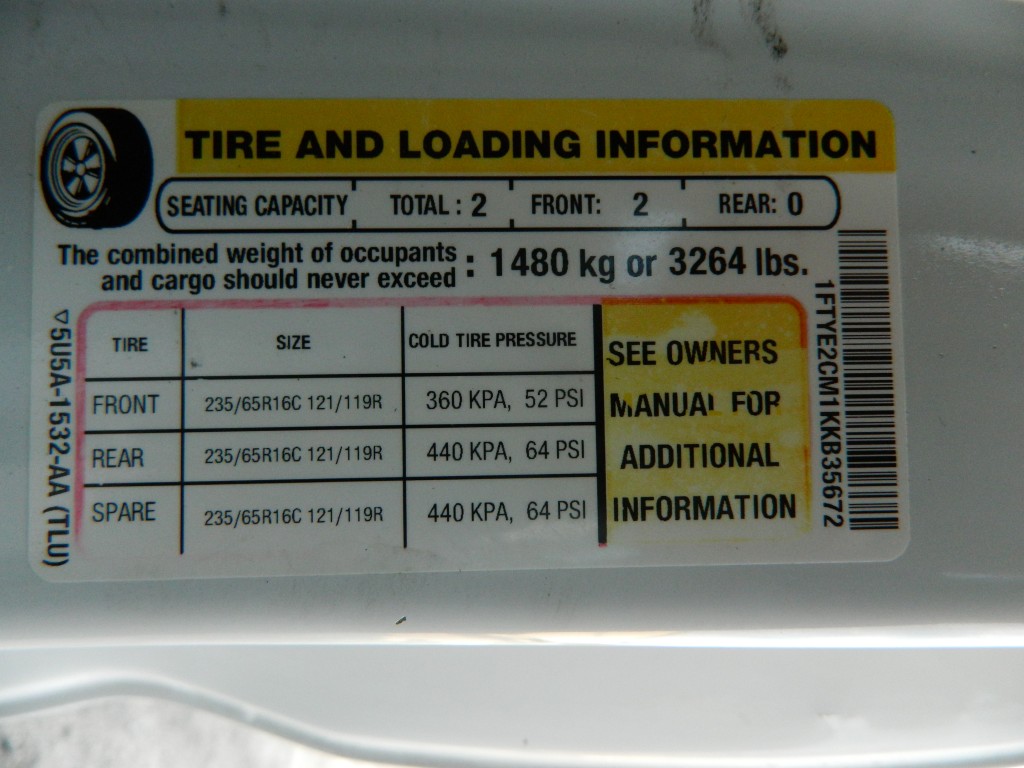 TIRE AND LOADING INFORMATION
SEATING CAPACITY TOTAL : 2 FRONT: 2 REAR: 0
The combined weight of occupants
and cargo should never exceed : 1480 kg or 3264 lbs.
TIRE SIZE COLD TIRE PRESSURE
FRONT 235/65R16C 121/119R 360 KPA, 52 PSI
REAR 235/65R16C 121/119R 440 KPA, 64 PSI
SPARE 235/65R16C 121/119R 440 KPA, 64 PSI
SEE OWNERS
MANUAL FOR
ADDITIONAL
INFORMATION
5U5A-1532-AA (TLU)
1FTYE2CM1KKB35672